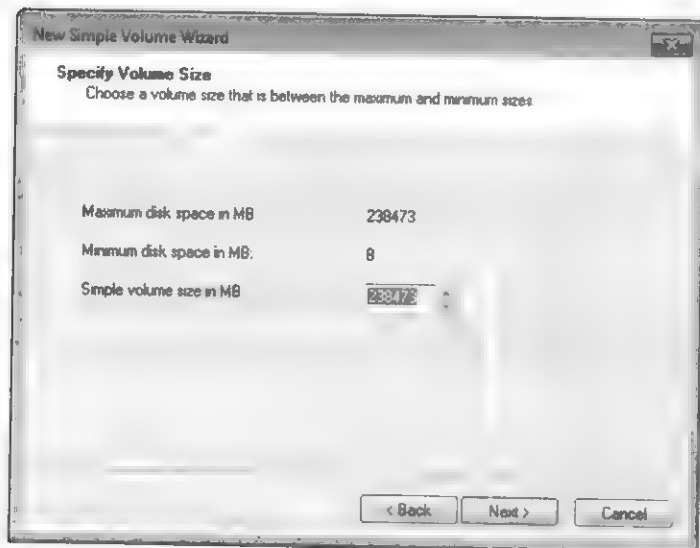 New Simple Volume Wizard
Specify Volume Size
Choose a volume size that is between the maximum and minimum sizes.
Maximum disk space in MB 238473
Minimum disk space in MB: 8
Simple volume size in MB 238473
< Back Next > Cancel